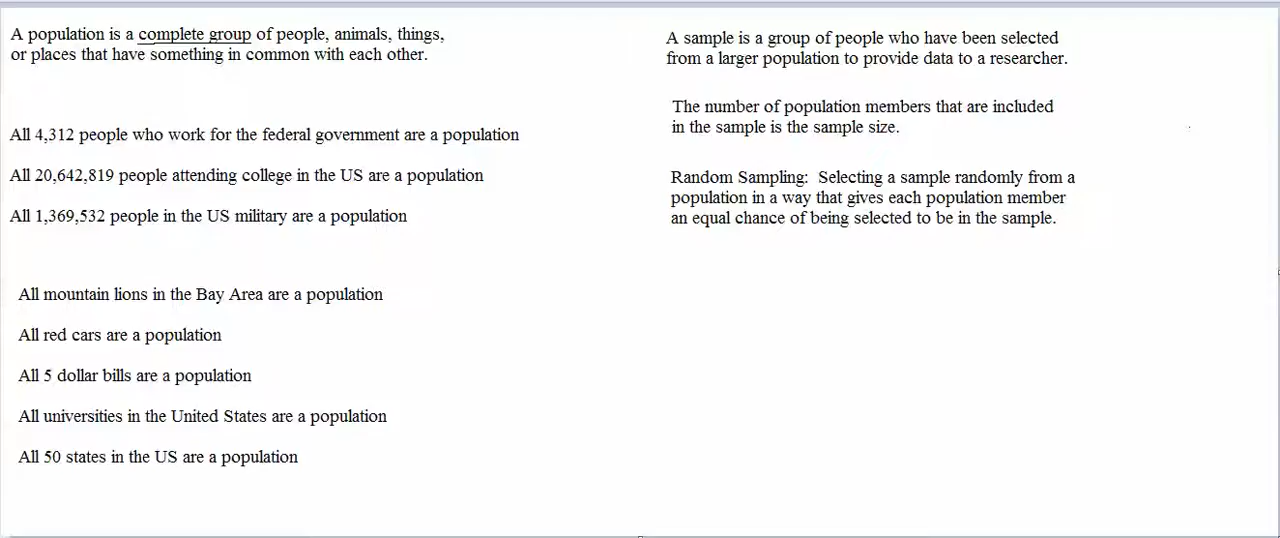 A population is a complete group of people, animals, things,
or places that have something in common with each other.
All 4,312 people who work for the federal government are a population
All 20,642,819 people attending college in the US are a population
All 1,369,532 people in the US military are a population
All mountain lions in the Bay Area are a population
All red cars are a population
All 5 dollar bills are a population
All universities in the United States are a population
All 50 states in the US are a population
A sample is a group of people who have been selected
from a larger population to provide data to a researcher.
The number of population members that are included
in the sample is the sample size.
Random Sampling:  Selecting a sample randomly from a
population in a way that gives each population member
an equal chance of being selected to be in the sample.